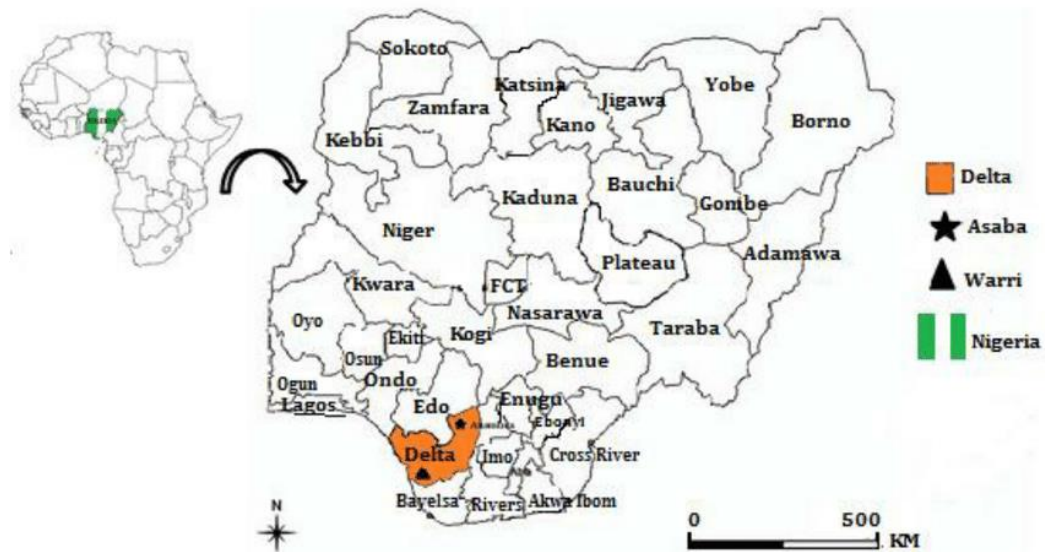 Sokoto
Katsina
Yobe
Jigawa
Zamfara
Kano
Borno
Kebbi
Delta
Kaduna
Bauchi
Gombe
Niger
Asaba
Adamawa
Plateau
Warri
Kwara
FCT
Nasarawa
Oyo
Kogi
Taraba
Ekiti
Nigeria
Osun
Benue
Ogun
Ondo
Lagos
Edo
Enugu
Ebonyi
Delta
Imo
Cross River
Bayelsa
Rivers
Akwa Ibom
N
0
500
KM